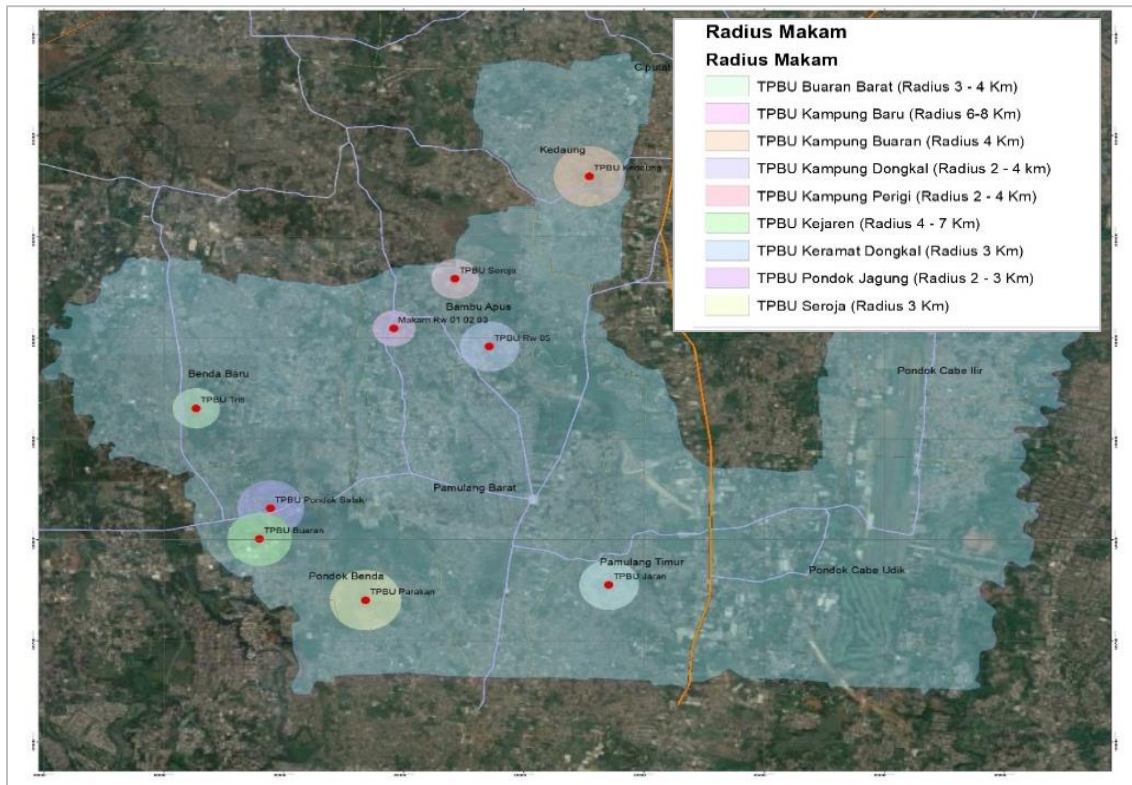 Radius Makam
Radius Makam
TPBU Buaran Barat (Radius 3 - 4 Km)
TPBU Kampung Baru (Radius 6-8 Km)
TPBU Kampung Buaran (Radius 4 Km)
TPBU Kampung Dongkal (Radius 2 - 4 km)
TPBU Kampung Perigi (Radius 2 - 4 Km)
TPBU Kejaren (Radius 4 - 7 Km)
TPBU Keramat Dongkal (Radius 3 Km)
TPBU Pondok Jagung (Radius 2 - 3 Km)
TPBU Seroja (Radius 3 Km)
Ciputat
Kedaung
TPBU Kedaung
TPBU Seroja
Bambu Apus
Makam Rw 01 02 03
TPBU Rw 05
Pondok Cabe Ilir
Benda Baru
TPBU
Pamulang Barat
TPBU Pondok Salak
TPBU Buaran
Pamulang Timur
TPBU Jaran
Pondok Cabe Udik
Pondok Benda
TPBU Parakan